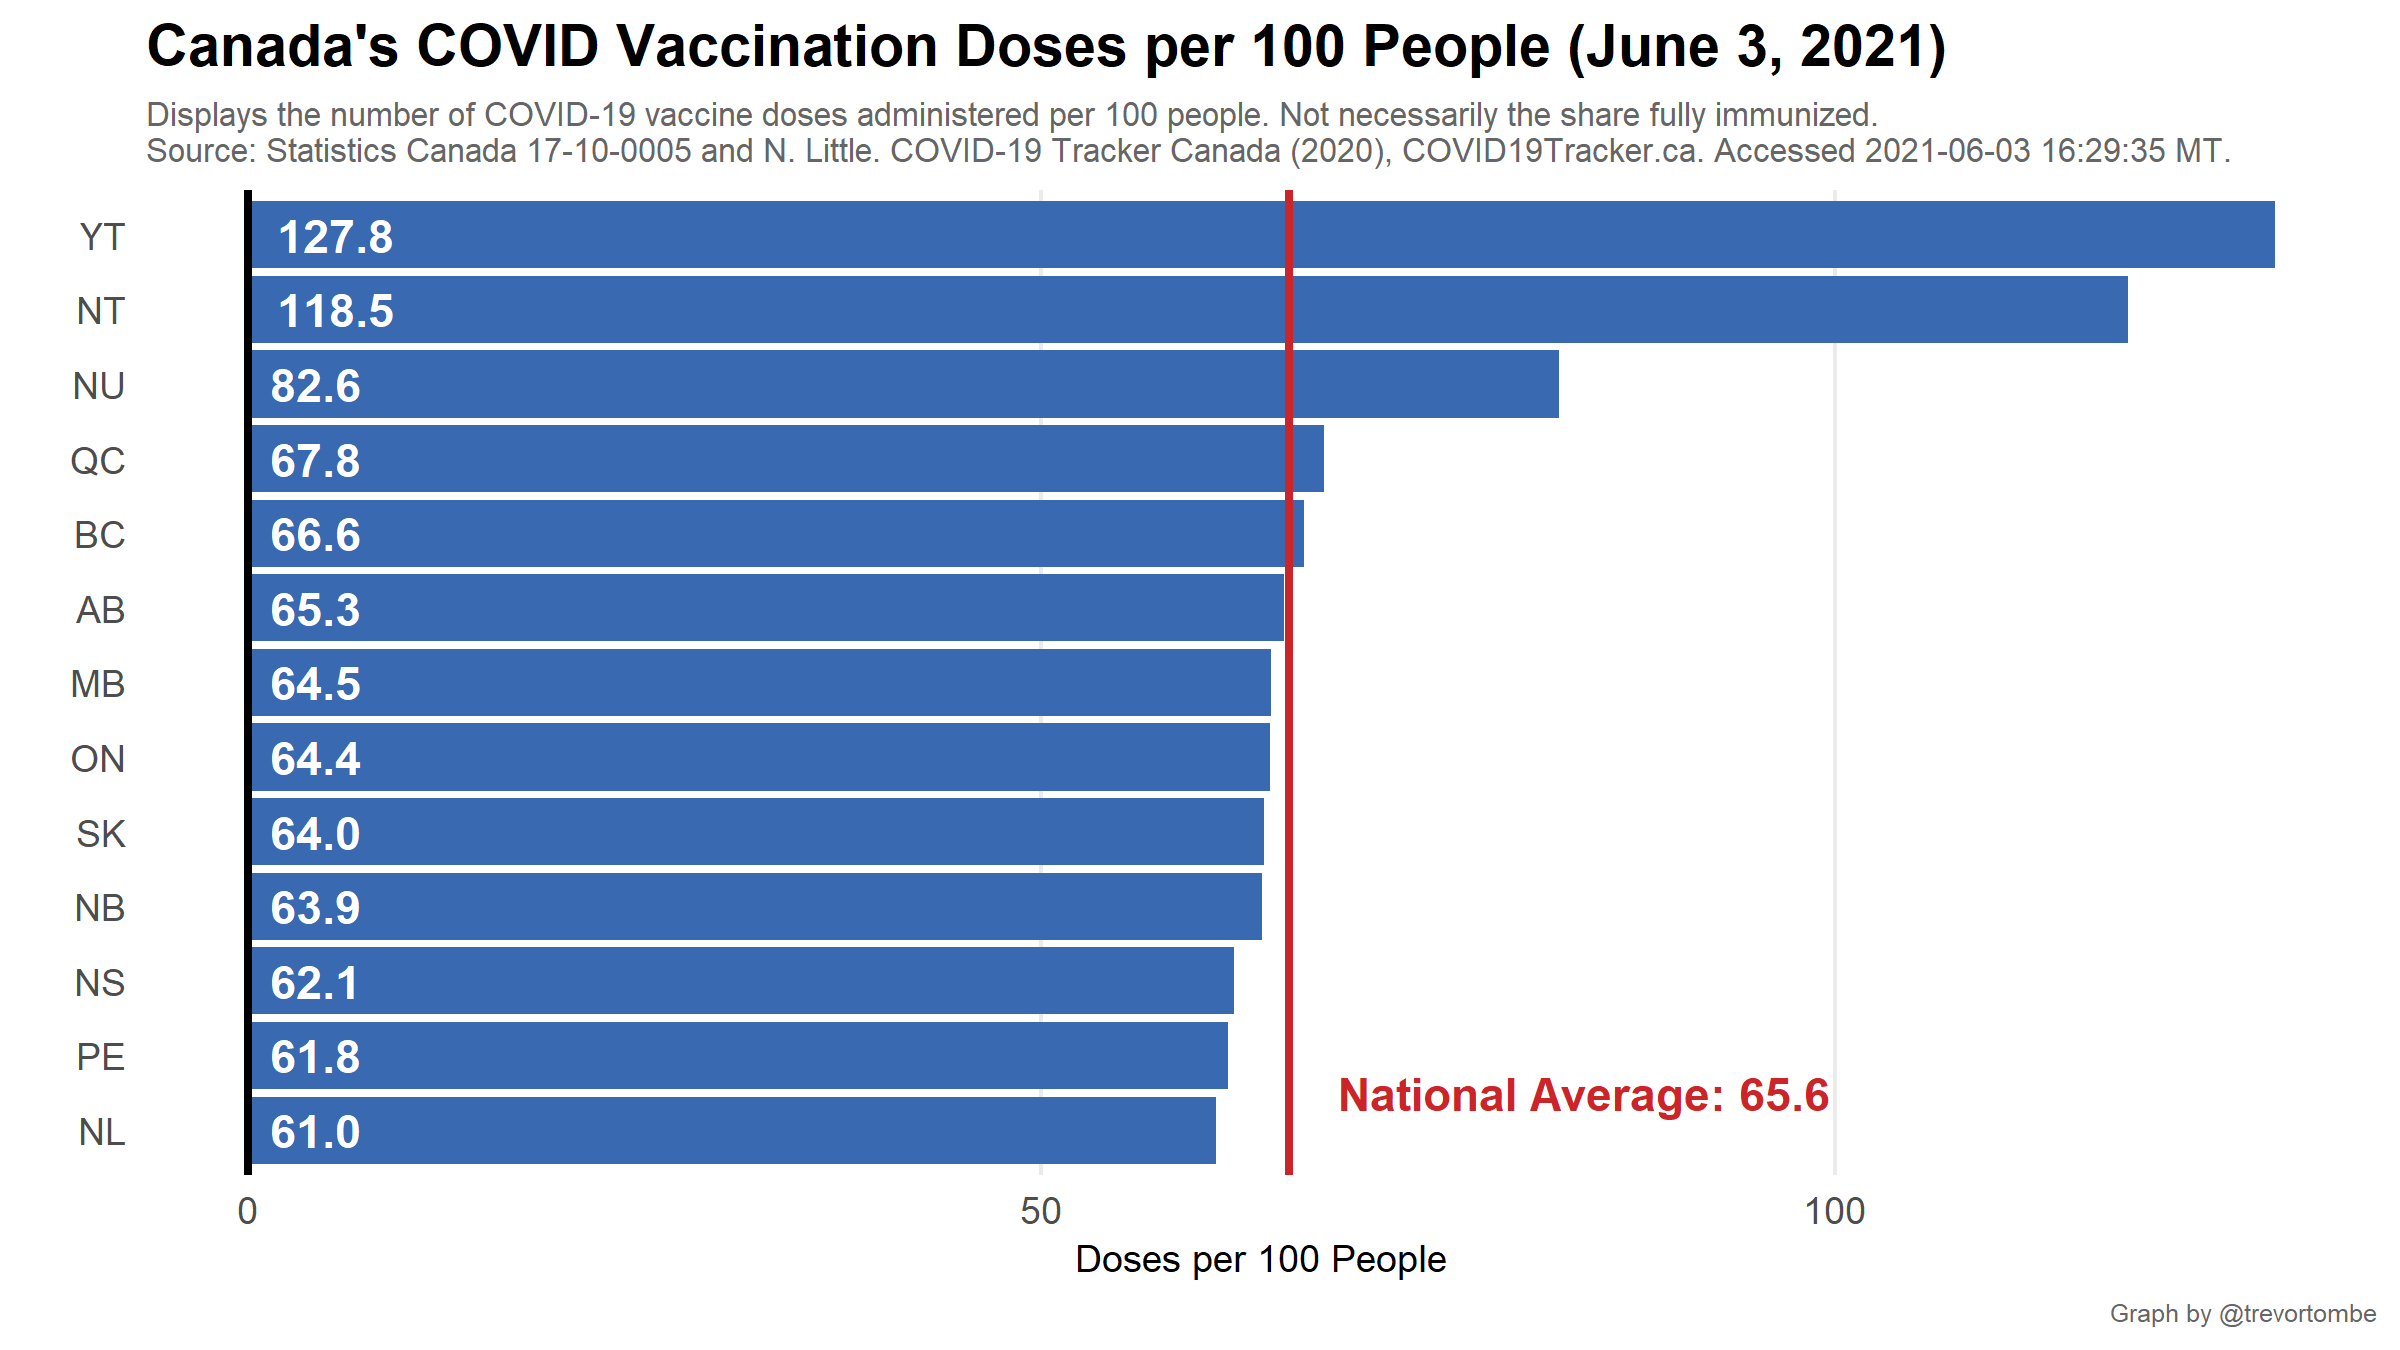 Canada's COVID Vaccination Doses per 100 People (June 3, 2021)
Displays the number of COVID-19 vaccine doses administered per 100 people. Not necessarily the share fully immunized.
Source: Statistics Canada 17-10-0005 and N. Little. COVID-19 Tracker Canada (2020), COVID19Tracker.ca. Accessed 2021-06-03 16:29:35 MT.
YT 127.8
NT 118.5
NU 82.6
QC 67.8
BC 66.6
AB 65.3
MB 64.5
ON 64.4
SK 64.0
NB 63.9
NS 62.1
PE 61.8
National Average: 65.6
NL 61.0
0 50 100
Doses per 100 People
Graph by @trevortombe